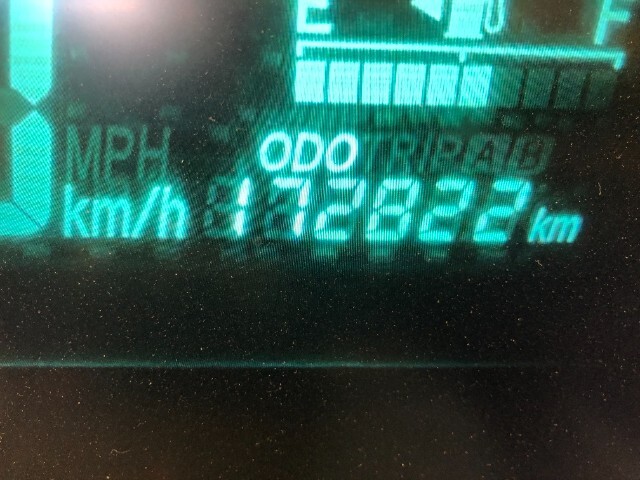 E F
MPH ODO TRIP A B
km/h 172822 km